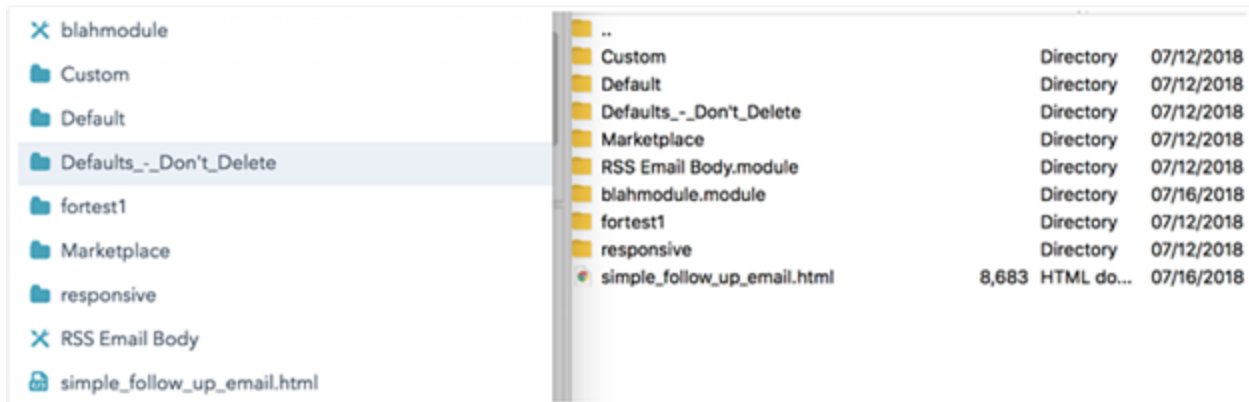 blahmodule
Custom
Default
Defaults_-_Don't_Delete
fortest1
Marketplace
responsive
RSS Email Body
simple_follow_up_email.html
..
Custom Directory 07/12/2018
Default Directory 07/12/2018
Defaults_-_Don't_Delete Directory 07/12/2018
Marketplace Directory 07/12/2018
RSS Email Body.module Directory 07/12/2018
blahmodule.module Directory 07/16/2018
fortest1 Directory 07/12/2018
responsive Directory 07/12/2018
simple_follow_up_email.html 8,683 HTML do... 07/16/2018